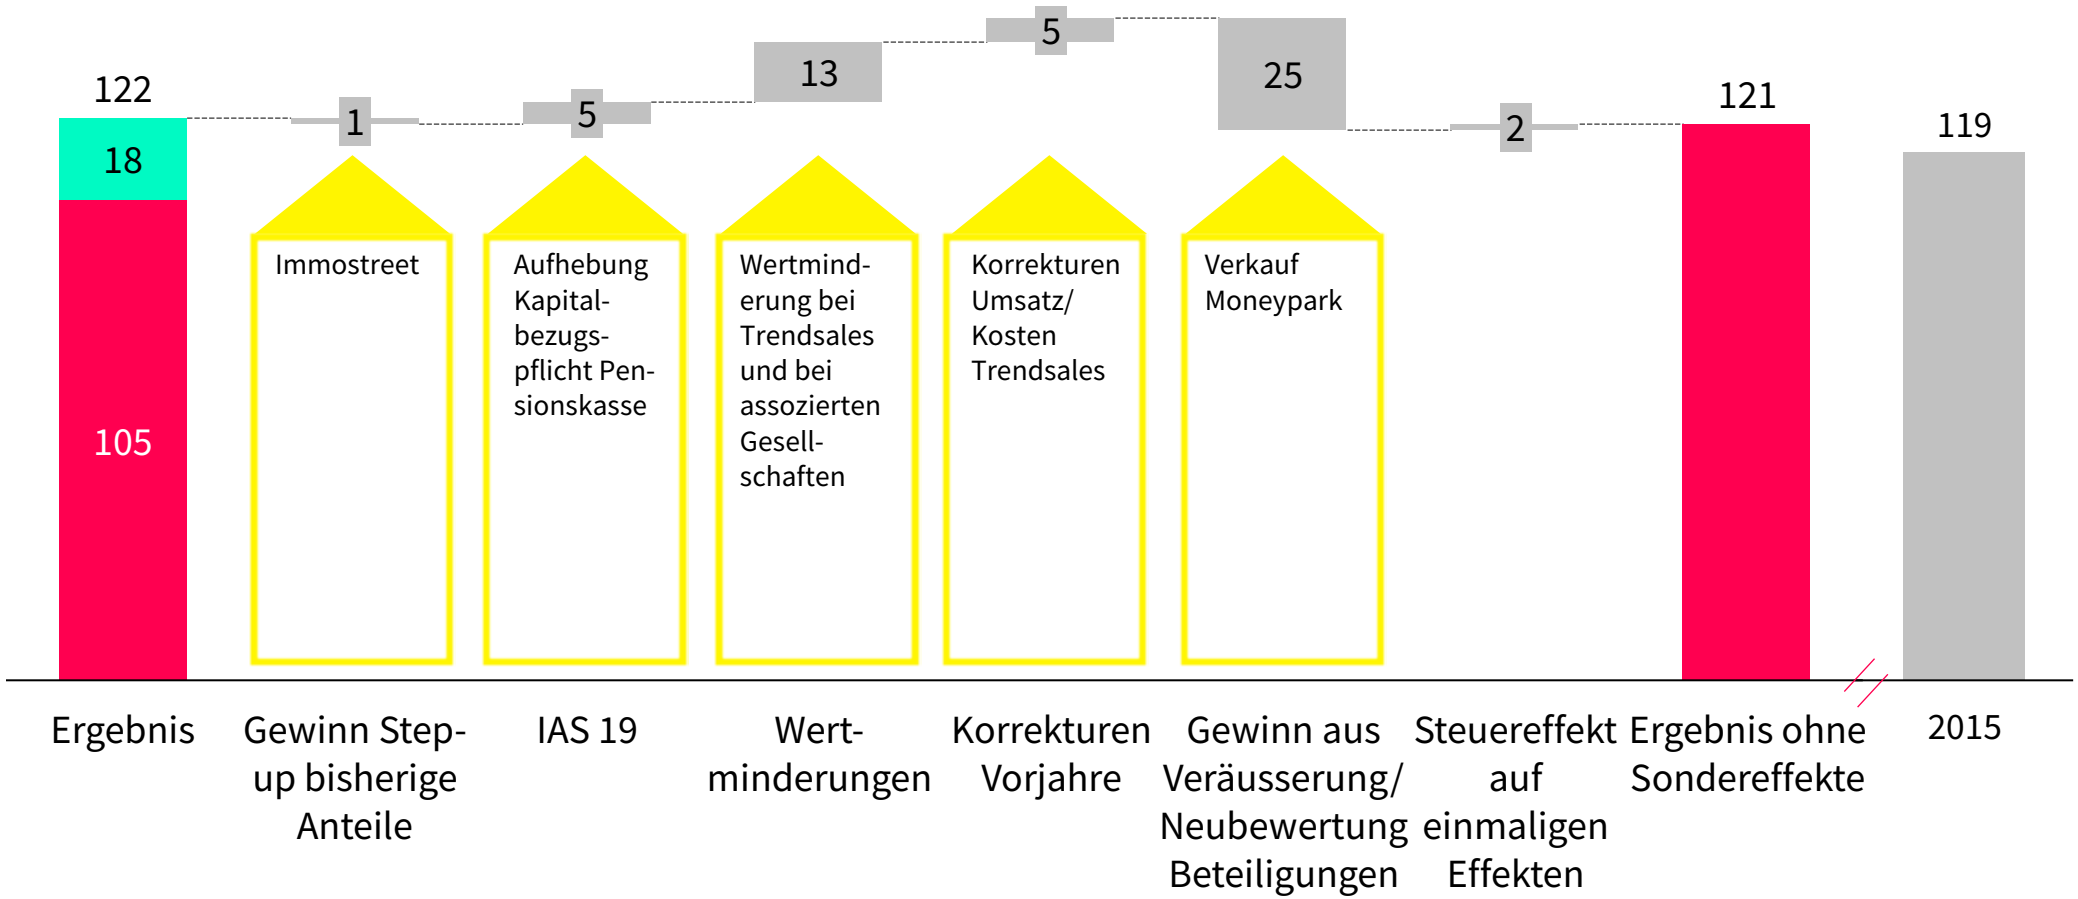 122
18
105
1
5
13
5
25
2
121
119
Immostreet
Aufhebung
Kapital-
bezugs-
pflicht Pen-
sionskasse
Wertmind-
erung bei
Trendsales
und bei
assozierten
Gesell-
schaften
Korrekturen
Umsatz/
Kosten
Trendsales
Verkauf
Moneypark
Ergebnis
Gewinn Step-
up bisherige
Anteile
IAS 19
Wert-
minderungen
Korrekturen
Vorjahre
Gewinn aus
Veräusserung/
Neubewertung
Beteiligungen
Steuereffekt
auf
einmaligen
Effekten
Ergebnis ohne
Sondereffekte
2015